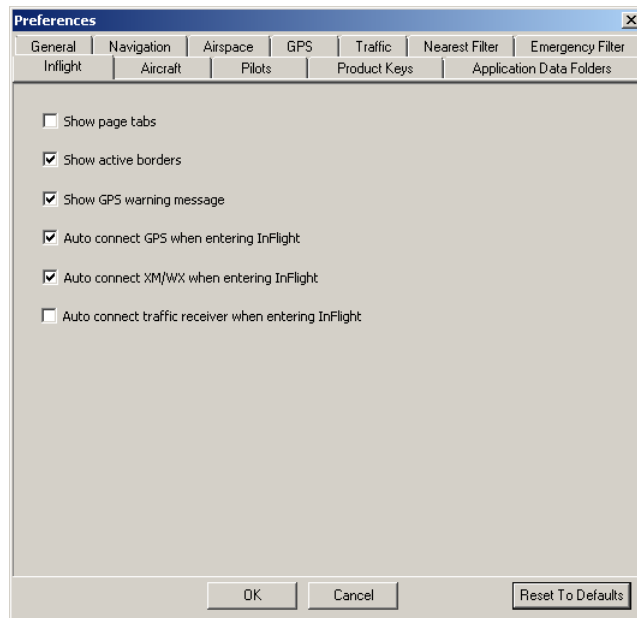 Preferences
General Navigation Airspace GPS Traffic Nearest Filter Emergency Filter
Inflight Aircraft Pilots Product Keys Application Data Folders
Show page tabs
Show active borders
Show GPS warning message
Auto connect GPS when entering InFlight
Auto connect XM/WX when entering InFlight
Auto connect traffic receiver when entering InFlight
OK Cancel Reset To Defaults